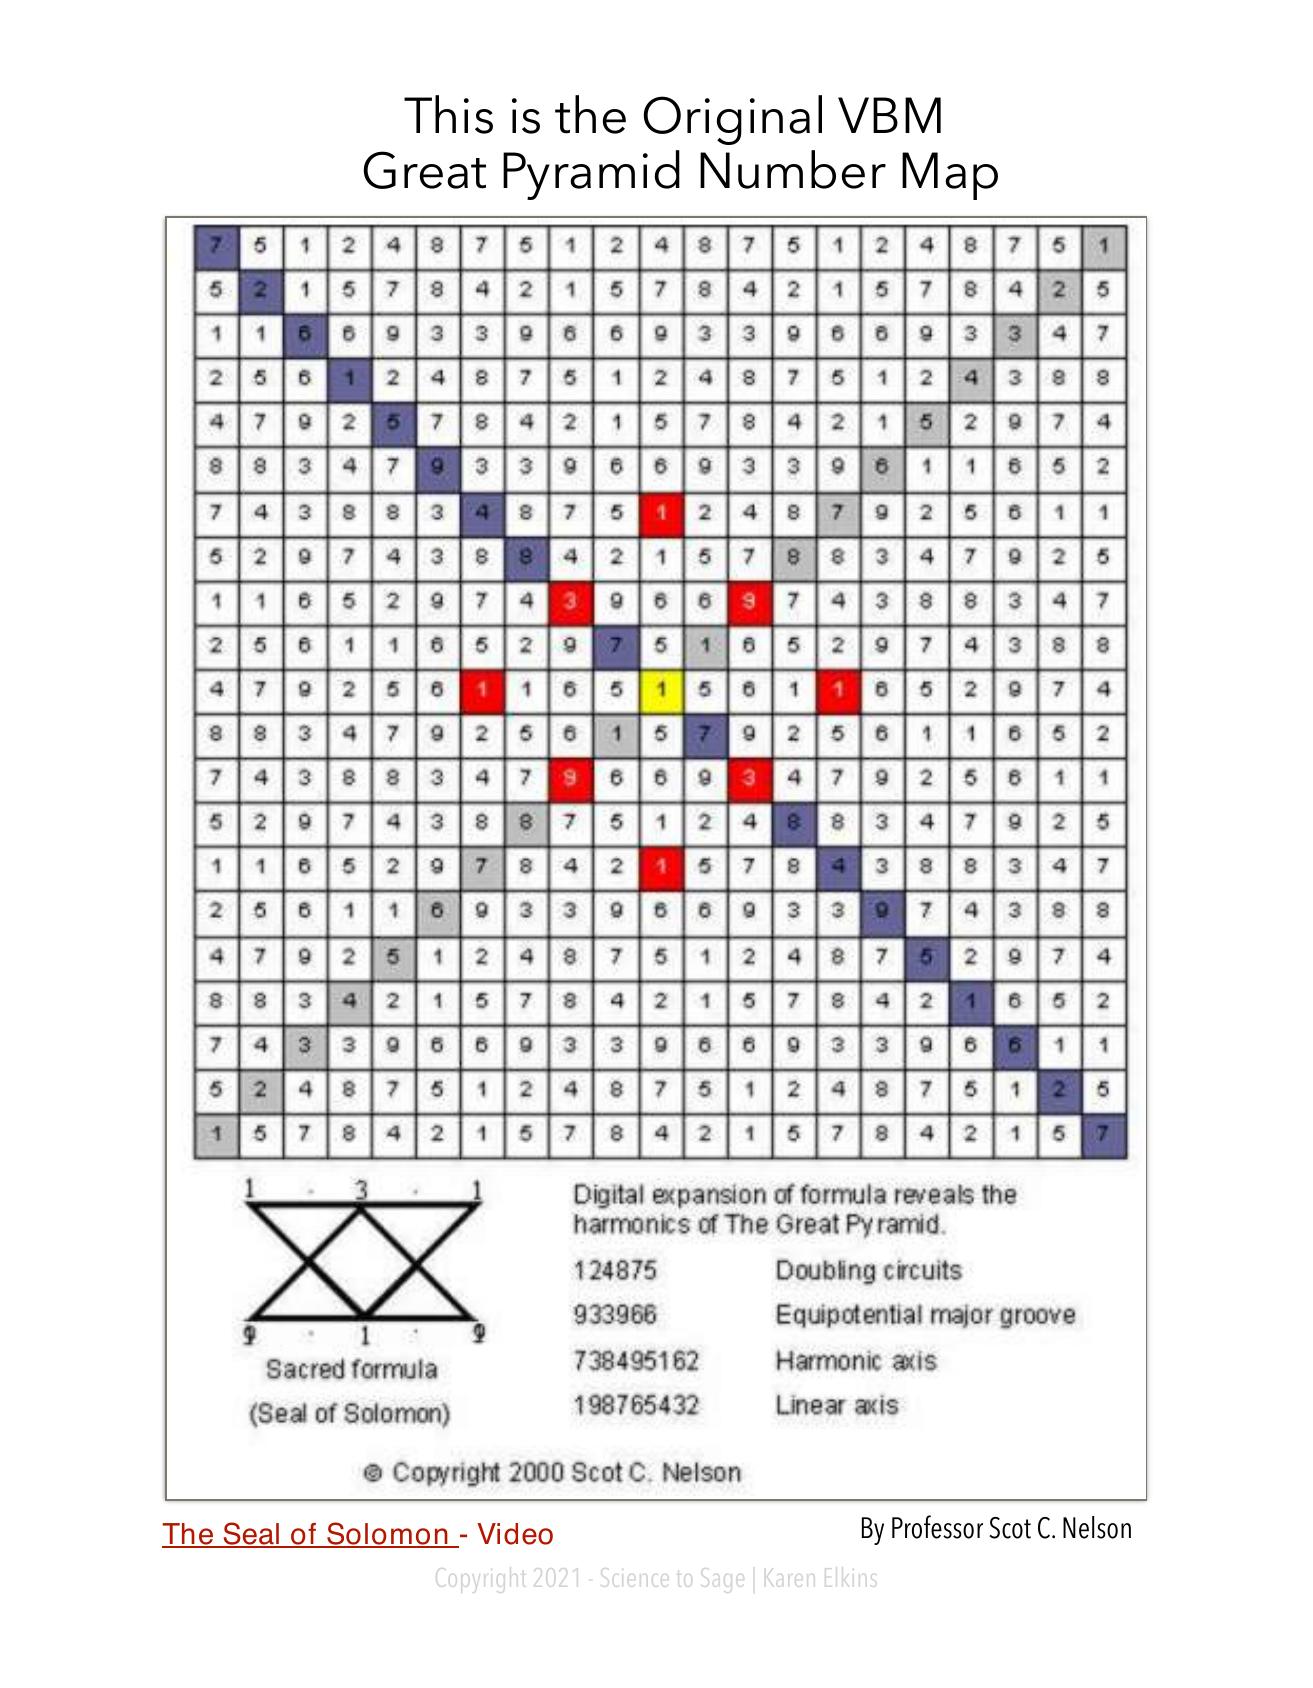 This is the Original VBM
Great Pyramid Number Map
7 5 1 2 4 8 7 5 1 2 4 8 7 5 1 2 4 8 7 5 1
5 2 1 5 7 8 4 2 1 5 7 8 4 2 1 5 7 8 4 2 5
1 1 6 6 9 3 3 9 6 6 9 3 3 9 6 6 9 3 3 4 7
2 5 6 1 2 4 8 7 5 1 2 4 8 7 5 1 2 4 3 8 8
4 7 9 2 5 7 8 4 2 1 5 7 8 4 2 1 5 2 9 7 4
8 8 3 4 7 9 3 3 9 6 6 9 3 3 9 6 1 1 6 5 2
7 4 3 8 8 3 4 8 7 5 1 2 4 8 7 9 2 5 6 1 1
5 2 9 7 4 3 8 8 4 2 1 5 7 8 8 3 4 7 9 2 5
1 1 6 5 2 9 7 4 3 9 6 6 9 7 4 3 8 8 3 4 7
2 5 6 1 1 6 5 2 9 7 5 1 6 5 2 9 7 4 3 8 8
4 7 9 2 5 6 1 1 6 5 1 5 6 1 1 6 5 2 9 7 4
8 8 3 4 7 9 2 5 6 1 5 7 9 2 5 6 1 1 6 5 2
7 4 3 8 8 3 4 7 9 6 6 9 3 4 7 9 2 5 6 1 1
5 2 9 7 4 3 8 8 7 5 1 2 4 8 8 3 4 7 9 2 5
1 1 6 5 2 9 7 8 4 2 1 5 7 8 4 3 8 8 3 4 7
2 5 6 1 1 6 9 3 3 9 6 6 9 3 3 9 7 4 3 8 8
4 7 9 2 5 1 2 4 8 7 5 1 2 4 8 7 5 2 9 7 4
8 8 3 4 2 1 5 7 8 4 2 1 5 7 8 4 2 1 6 5 2
7 4 3 3 9 6 6 9 3 3 9 6 6 9 3 3 9 6 6 1 1
5 2 4 8 7 5 1 2 4 8 7 5 1 2 4 8 7 5 1 2 5
1 5 7 8 4 2 1 5 7 8 4 2 1 5 7 8 4 2 1 5 7
1 · 3 · 1
9 · 1 · 9
Sacred formula
(Seal of Solomon)
Digital expansion of formula reveals the
harmonics of The Great Pyramid.
124875 Doubling circuits
933966 Equipotential major groove
738495162 Harmonic axis
198765432 Linear axis
© Copyright 2000 Scot C. Nelson
The Seal of Solomon - Video
By Professor Scot C. Nelson
Copyright 2021 - Science to Sage | Karen Elkins